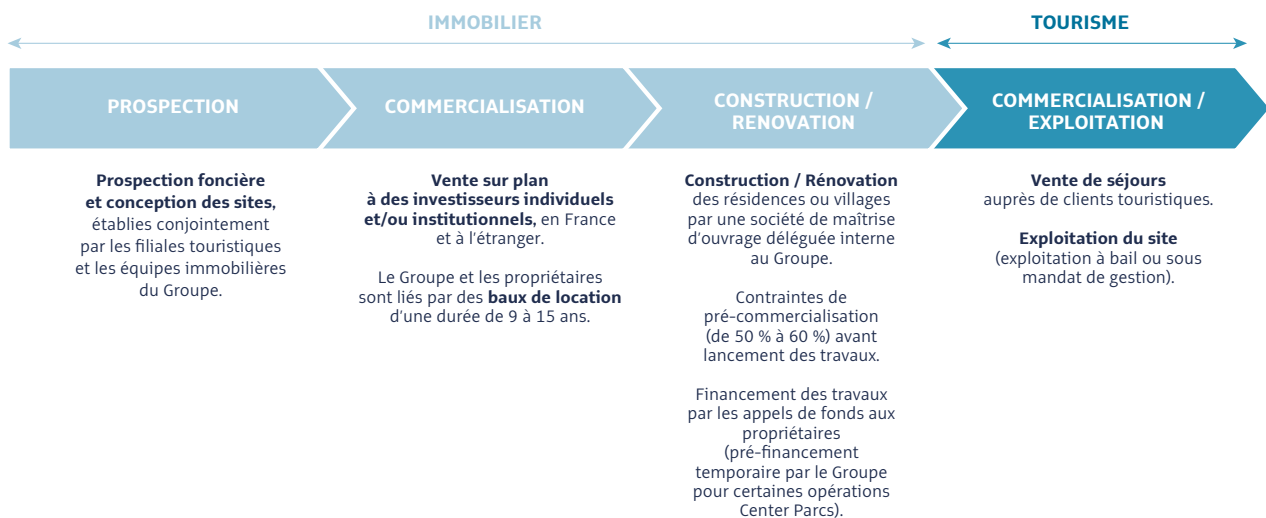 IMMOBILIER
TOURISME
PROSPECTION
COMMERCIALISATION
CONSTRUCTION /
RENOVATION
COMMERCIALISATION /
EXPLOITATION
Prospection foncière
et conception des sites,
établies conjointement
par les filiales touristiques
et les équipes immobilières
du Groupe.
Vente sur plan
à des investisseurs individuels
et/ou institutionnels, en France
et à l'étranger.
Le Groupe et les propriétaires
sont liés par des baux de location
d'une durée de 9 à 15 ans.
Construction / Rénovation
des résidences ou villages
par une société de maîtrise
d'ouvrage déléguée interne
au Groupe.
Contraintes de
pré-commercialisation
(de 50 % à 60 %) avant
lancement des travaux.
Financement des travaux
par les appels de fonds aux
propriétaires
(pré-financement
temporaire par le Groupe
pour certaines opérations
Center Parcs).
Vente de séjours
auprès de clients touristiques.
Exploitation du site
(exploitation à bail ou sous
mandat de gestion).